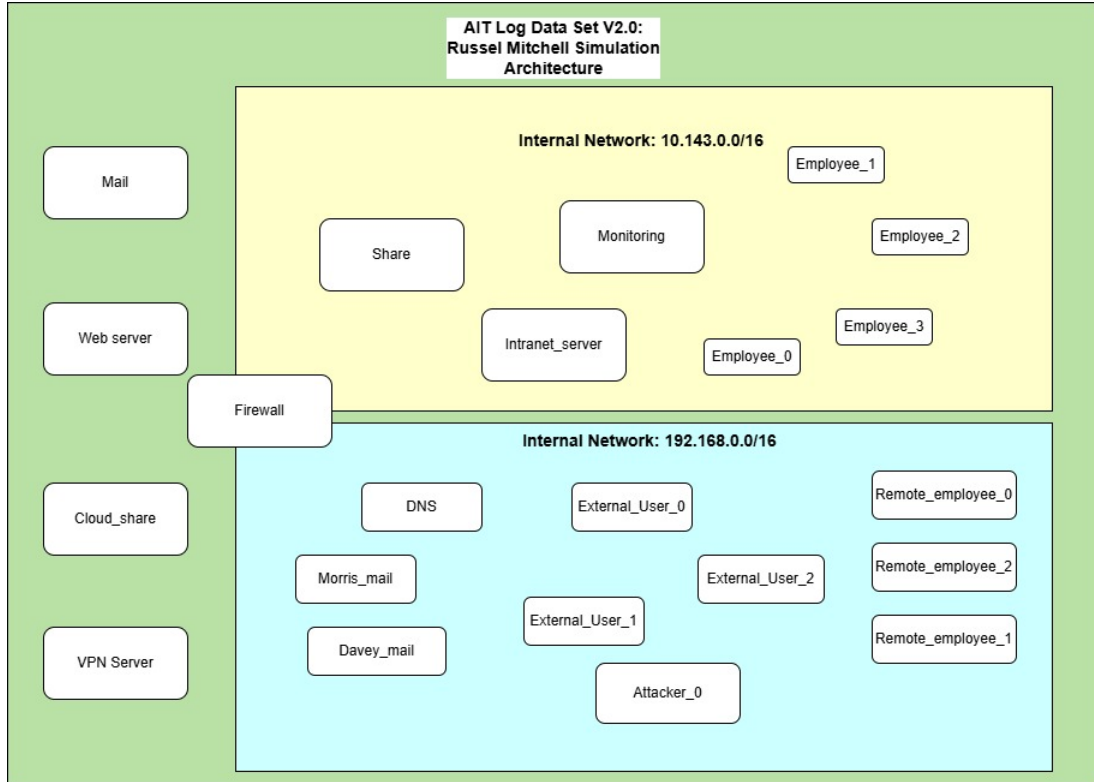 AIT Log Data Set V2.0:
Russel Mitchell Simulation
Architecture
Internal Network: 10.143.0.0/16
Employee_1
Mail
Share
Monitoring
Employee_2
Web server
Intranet_server
Employee_3
Employee_0
Firewall
Internal Network: 192.168.0.0/16
Cloud_share
DNS
External_User_0
Remote_employee_0
Morris_mail
External_User_2
Remote_employee_2
External_User_1
Remote_employee_1
Davey_mail
VPN Server
Attacker_0